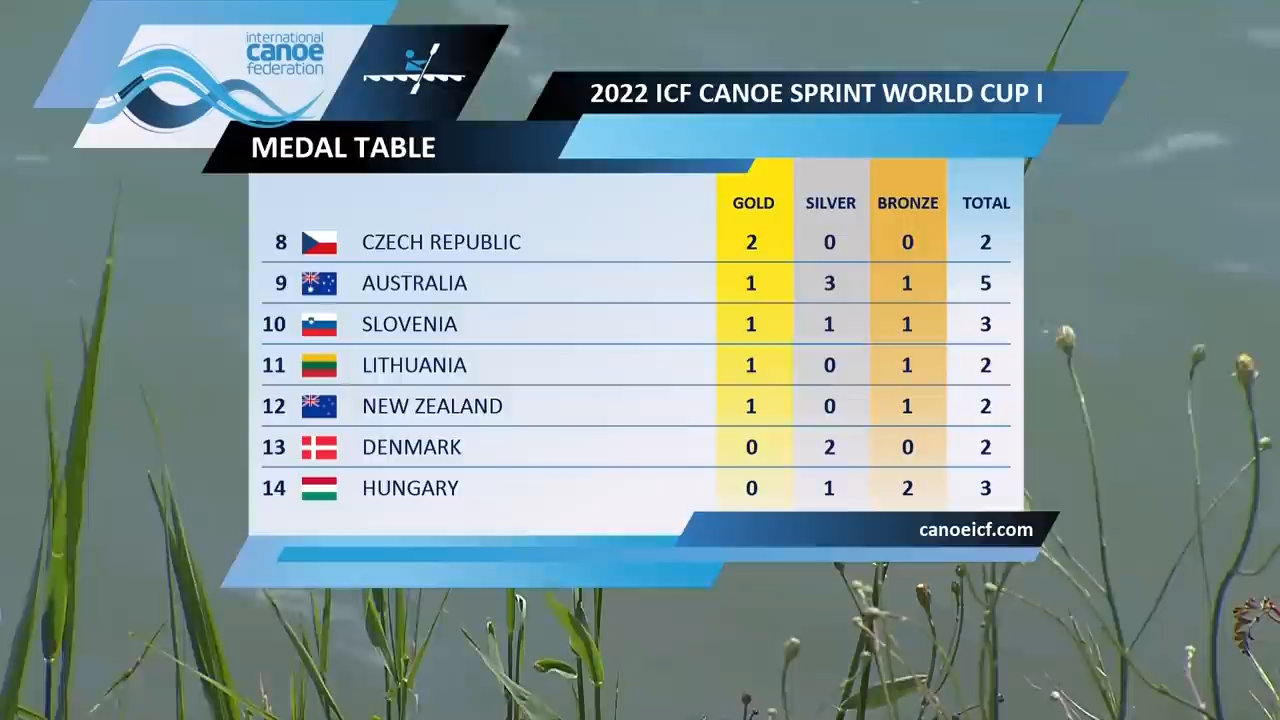 international
canoe
federation
2022 ICF CANOE SPRINT WORLD CUP I
MEDAL TABLE
GOLD SILVER BRONZE TOTAL
8 CZECH REPUBLIC 2 0 0 2
9 AUSTRALIA 1 3 1 5
10 SLOVENIA 1 1 1 3
11 LITHUANIA 1 0 1 2
12 NEW ZEALAND 1 0 1 2
13 DENMARK 0 2 0 2
14 HUNGARY 0 1 2 3
canoeicf.com